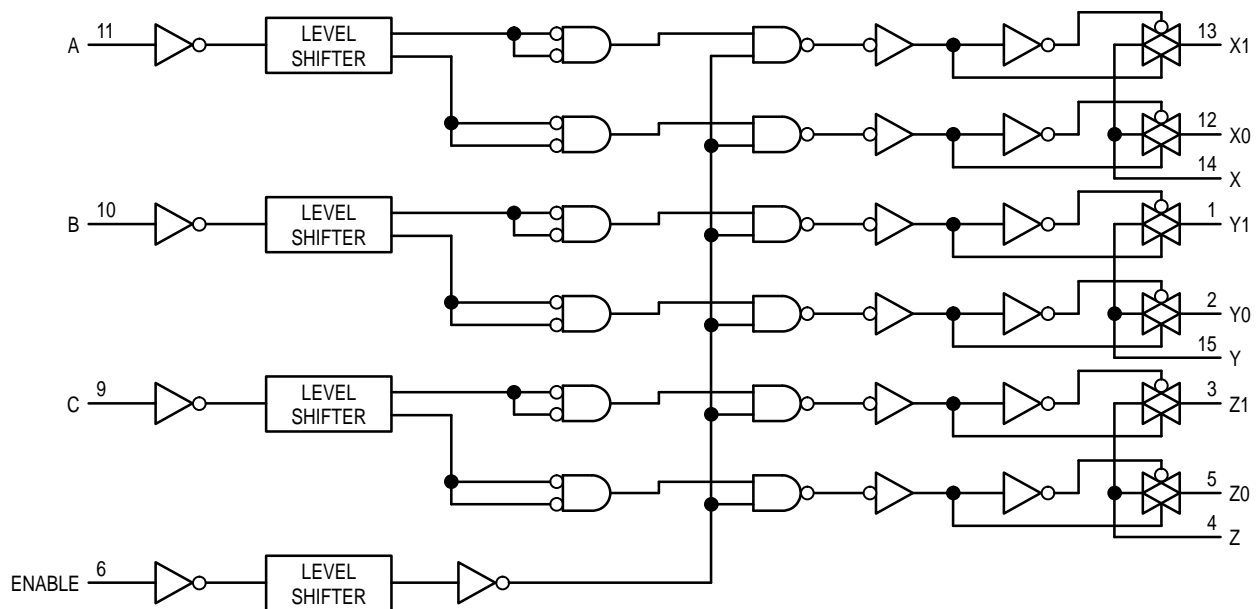 A 11
LEVEL
SHIFTER
13 X1
12 X0
14 X
B 10
LEVEL
SHIFTER
1 Y1
2 Y0
15 Y
C 9
LEVEL
SHIFTER
3 Z1
5 Z0
4 Z
ENABLE 6
LEVEL
SHIFTER